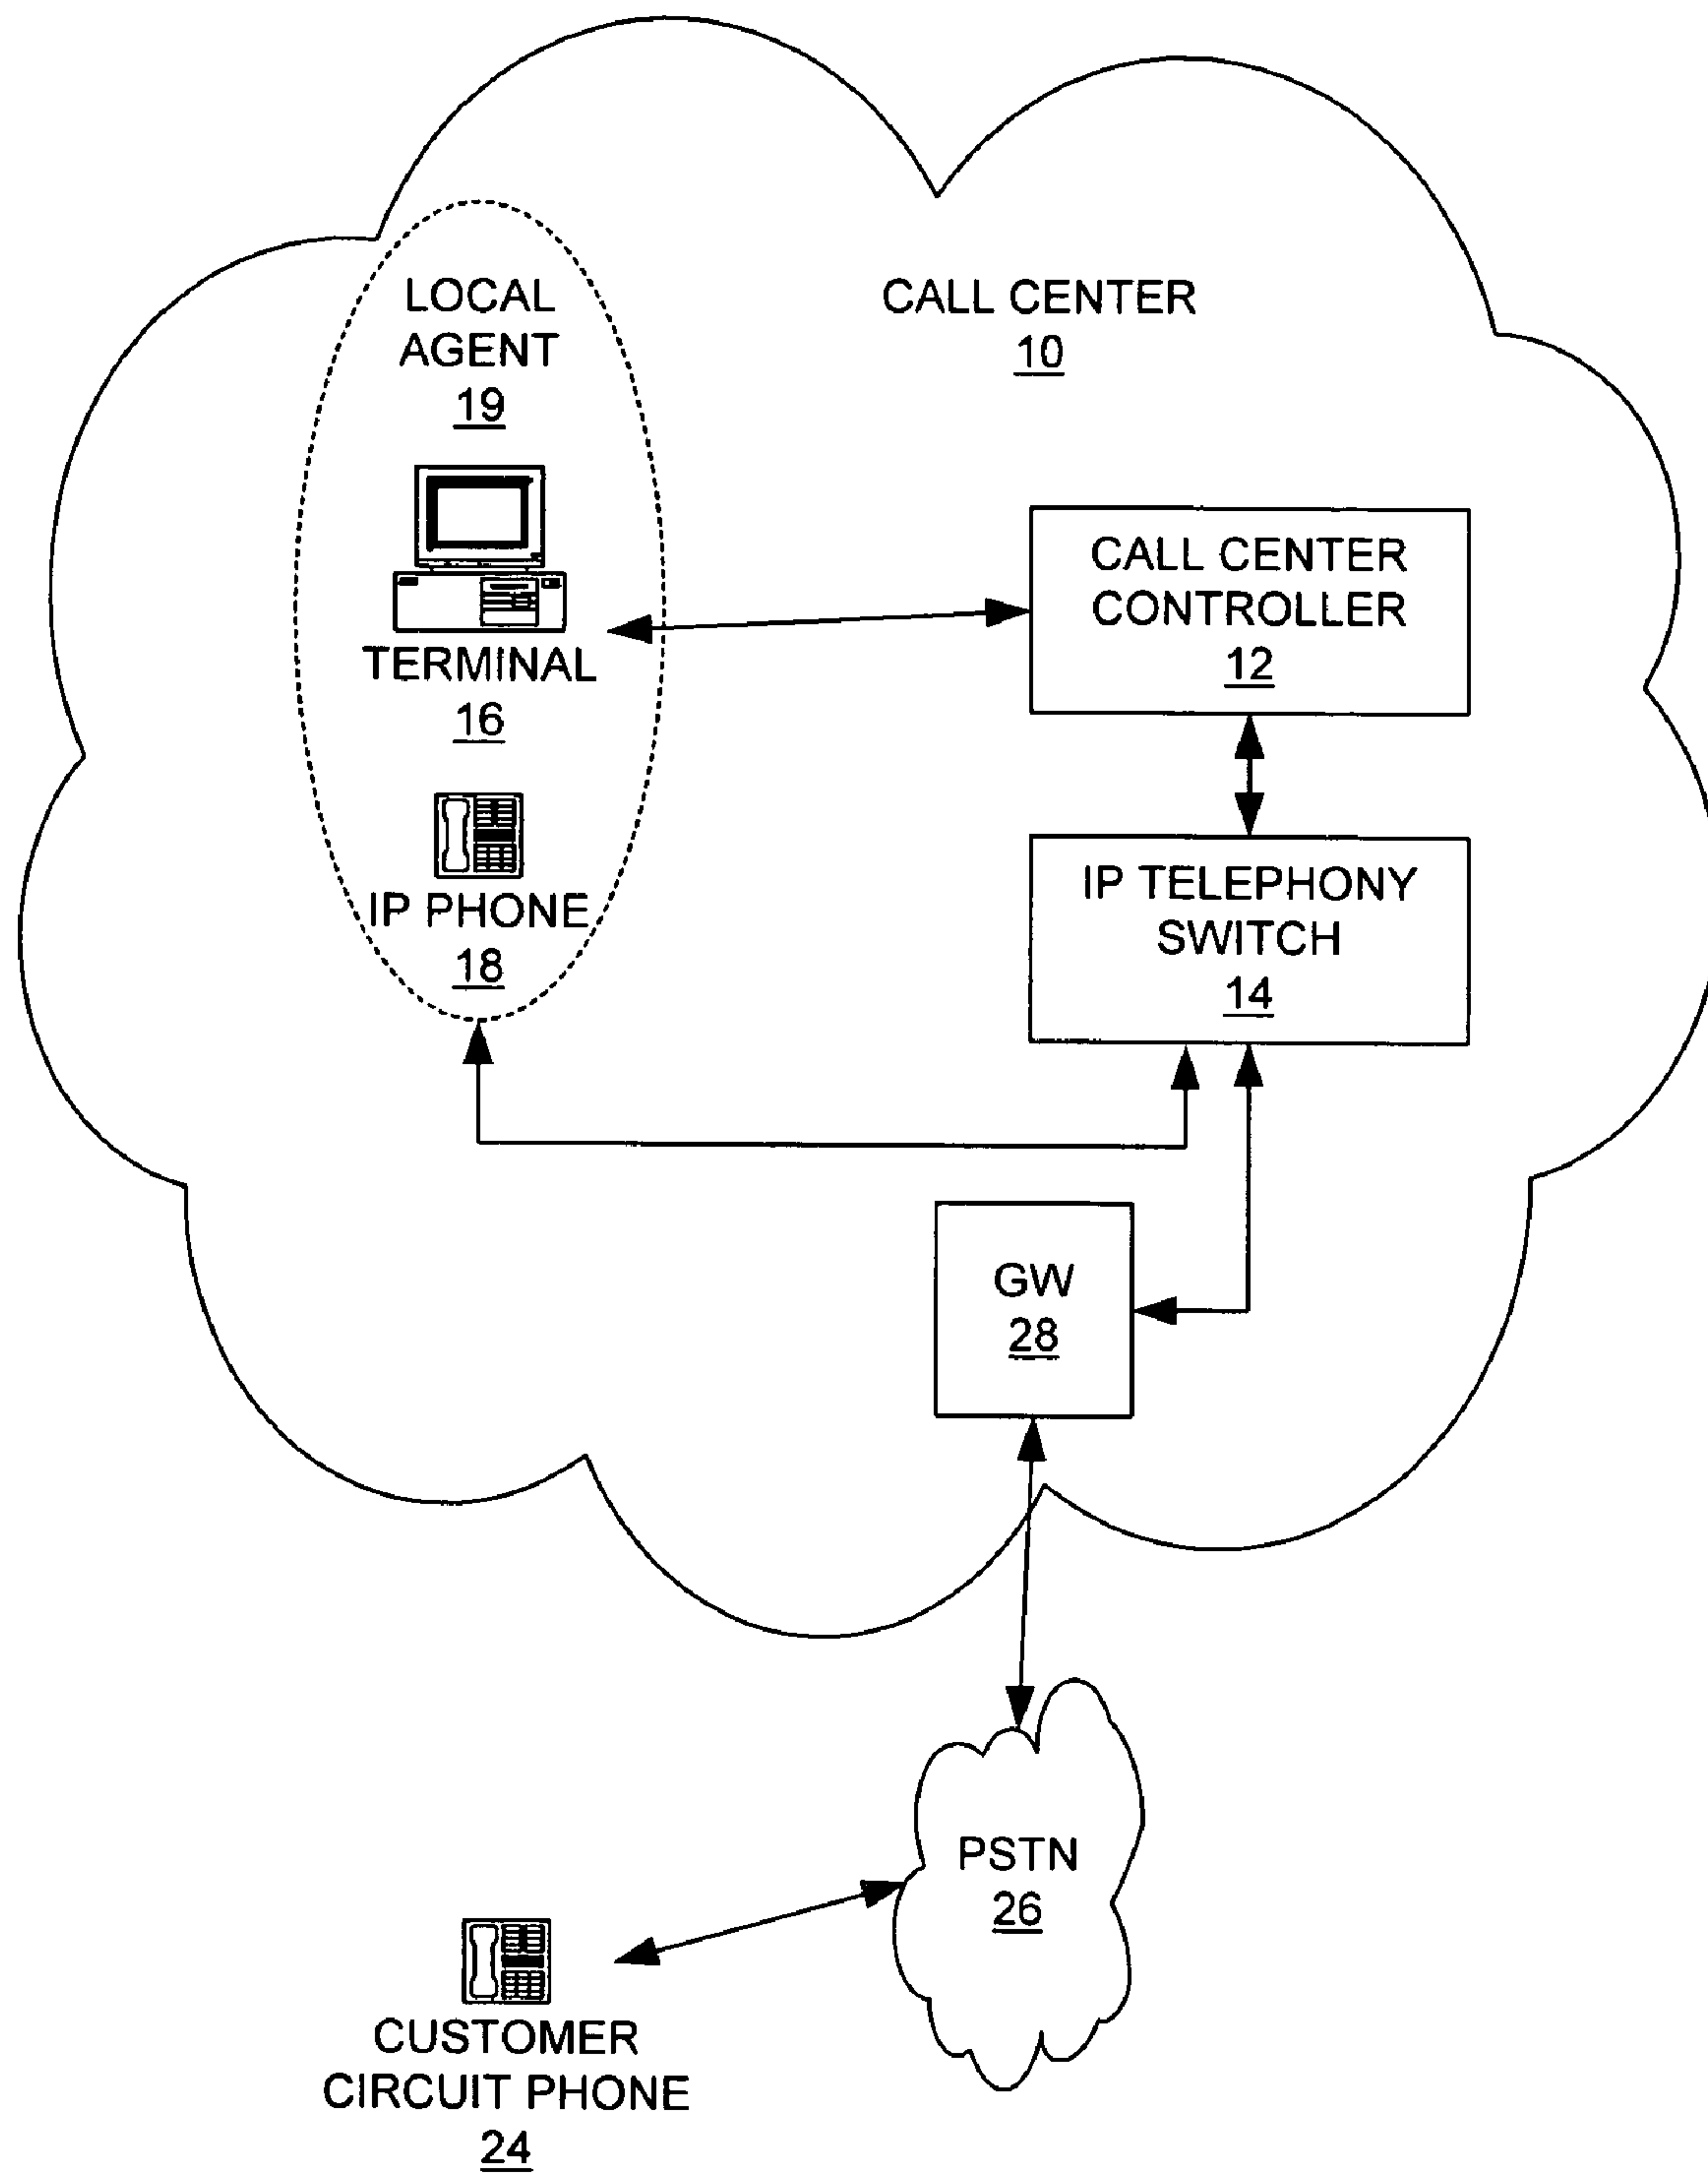 LOCAL
AGENT
19
CALL CENTER
10
TERMINAL
16
IP PHONE
18
CALL CENTER
CONTROLLER
12
IP TELEPHONY
SWITCH
14
GW
28
PSTN
26
CUSTOMER
CIRCUIT PHONE
24